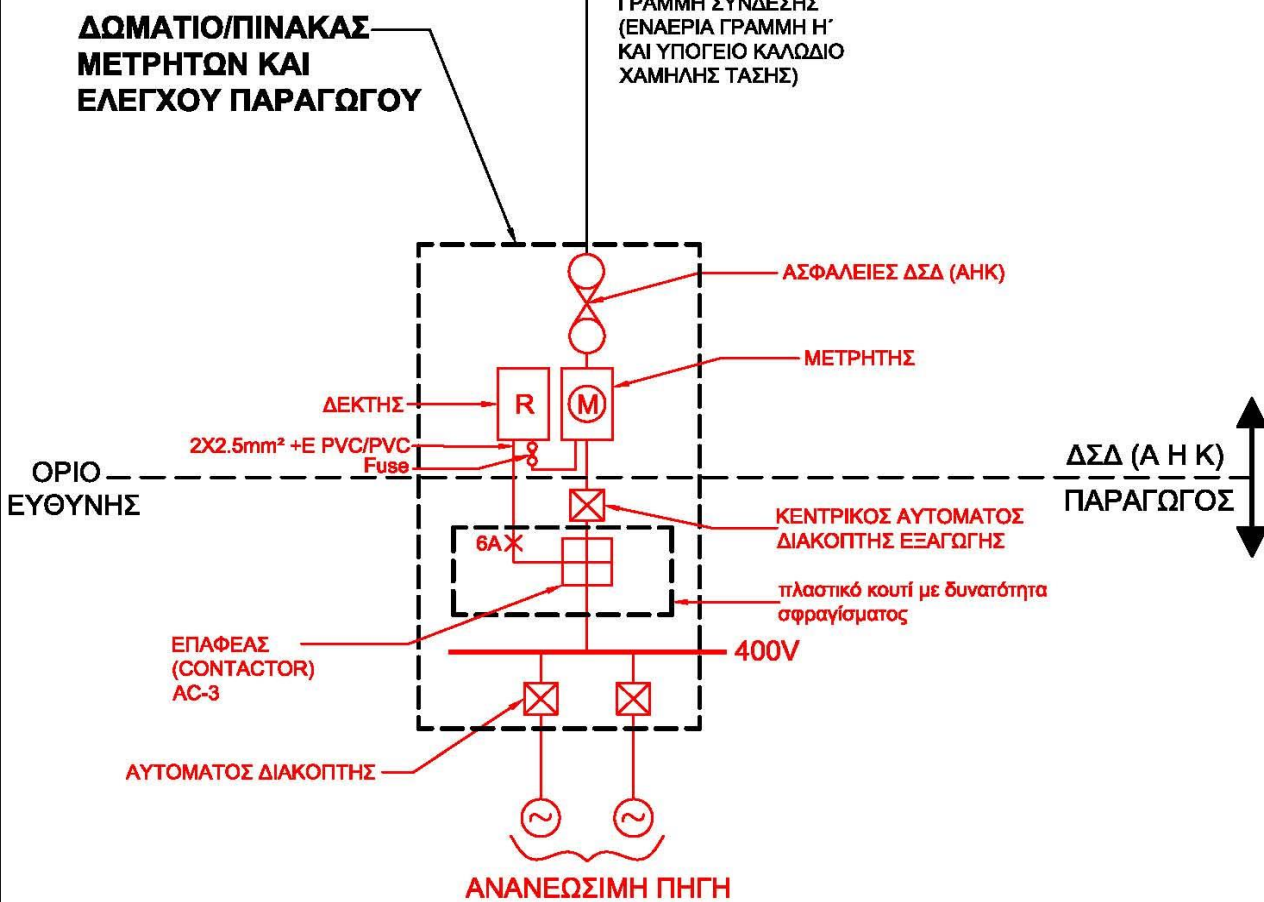 ΔΩΜΑΤΙΟ/ΠΙΝΑΚΑΣ
ΜΕΤΡΗΤΩΝ ΚΑΙ
ΕΛΕΓΧΟΥ ΠΑΡΑΓΩΓΟΥ
ΓΡΑΜΜΗ ΣΥΝΔΕΣΗΣ
(ΕΝΑΕΡΙΑ ΓΡΑΜΜΗ Η΄
ΚΑΙ ΥΠΟΓΕΙΟ ΚΑΛΩΔΙΟ
ΧΑΜΗΛΗΣ ΤΑΣΗΣ)
ΑΣΦΑΛΕΙΕΣ ΔΣΔ (ΑΗΚ)
ΜΕΤΡΗΤΗΣ
ΔΕΚΤΗΣ
R
M
2X2.5mm² +E PVC/PVC
Fuse
ΟΡΙΟ
ΕΥΘΥΝΗΣ
ΔΣΔ (Α Η Κ)
ΠΑΡΑΓΩΓΟΣ
ΚΕΝΤΡΙΚΟΣ ΑΥΤΟΜΑΤΟΣ
ΔΙΑΚΟΠΤΗΣ ΕΞΑΓΩΓΗΣ
6A
πλαστικό κουτί με δυνατότητα
σφραγίσματος
ΕΠΑΦΕΑΣ
(CONTACTOR)
AC-3
400V
ΑΥΤΟΜΑΤΟΣ ΔΙΑΚΟΠΤΗΣ
ΑΝΑΝΕΩΣΙΜΗ ΠΗΓΗ